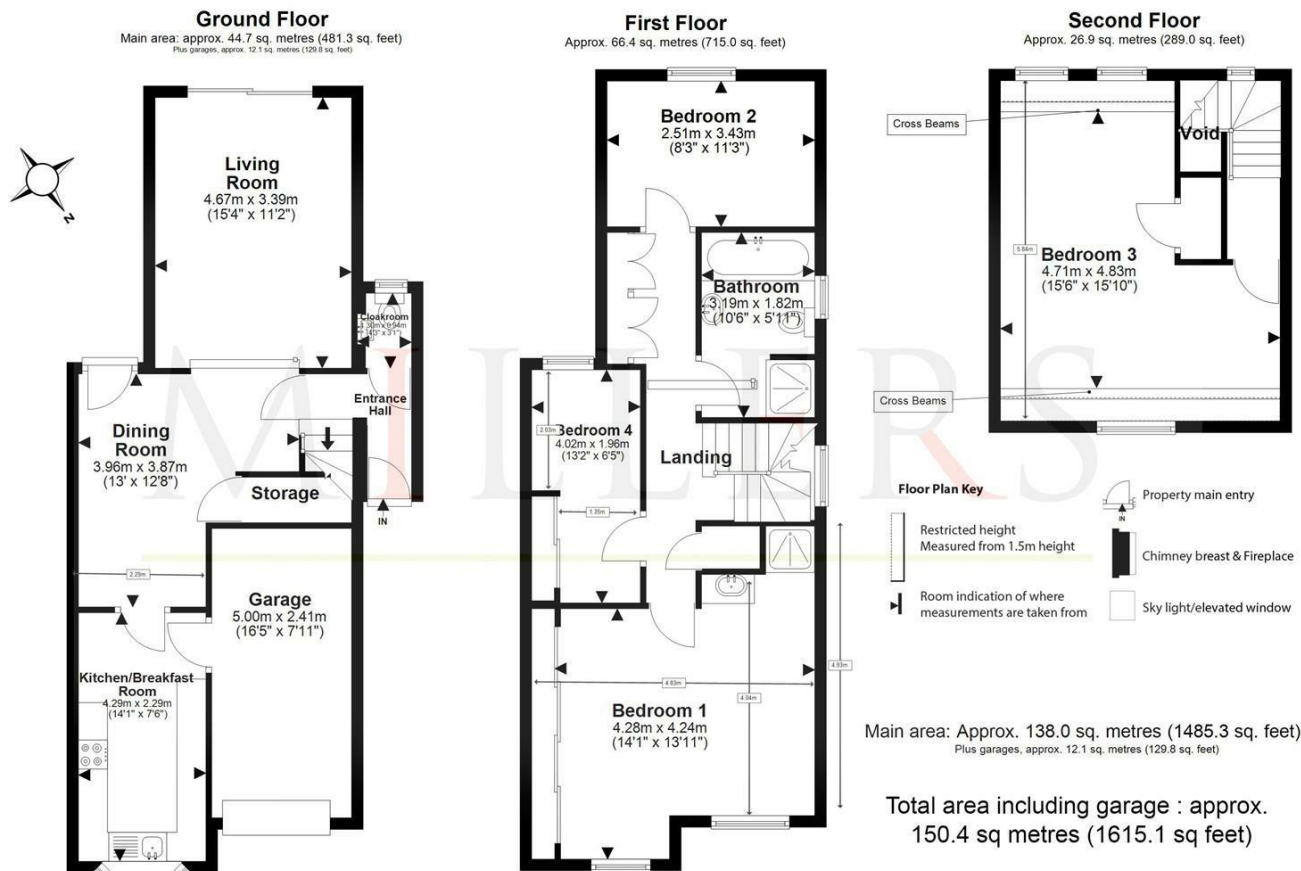 Ground Floor
Main area: approx. 44.7 sq. metres (481.3 sq. feet)
Plus garages, approx. 12.1 sq. metres (129.8 sq. feet)
N
Living
Room
4.67m x 3.39m
(15'4" x 11'2")
Cloakroom
1.30m x 0.94m
(4'3" x 3'1")
Entrance
Hall
Dining
Room
3.96m x 3.87m
(13' x 12'8")
Storage
IN
2.29m
Garage
5.00m x 2.41m
(16'5" x 7'11")
Kitchen/Breakfast
Room
4.29m x 2.29m
(14'1" x 7'6")
First Floor
Approx. 66.4 sq. metres (715.0 sq. feet)
Bedroom 2
2.51m x 3.43m
(8'3" x 11'3")
Bathroom
3.19m x 1.82m
(10'6" x 5'11")
2.03m
Bedroom 4
4.02m x 1.96m
(13'2" x 6'5")
Landing
1.35m
4.93m
4.83m
4.04m
Bedroom 1
4.28m x 4.24m
(14'1" x 13'11")
Second Floor
Approx. 26.9 sq. metres (289.0 sq. feet)
Cross Beams
Void
5.84m
Bedroom 3
4.71m x 4.83m
(15'6" x 15'10")
Cross Beams
MILLERS
Floor Plan Key
Restricted height
Measured from 1.5m height
Room indication of where
measurements are taken from
IN
Property main entry
Chimney breast & Fireplace
Sky light/elevated window
Main area: Approx. 138.0 sq. metres (1485.3 sq. feet)
Plus garages, approx. 12.1 sq. metres (129.8 sq. feet)
Total area including garage : approx.
150.4 sq metres (1615.1 sq feet)